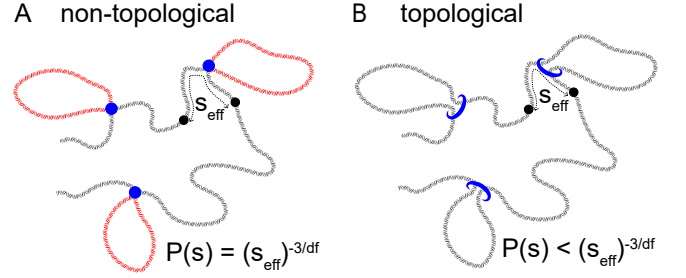 A non-topological
B topological
s_eff
s_eff
P(s) = (s_eff)^-3/df
P(s) < (s_eff)^-3/df